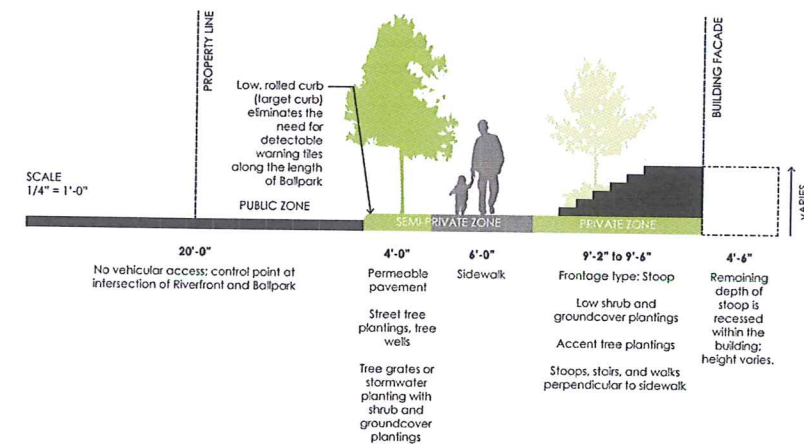 PROPERTY LINE
BUILDING FACADE
Low, rolled curb
(target curb)
eliminates the
need for
detectable
warning tiles
along the length
of Ballpark
SCALE
1/4" = 1'-0"
PUBLIC ZONE
SEMI-PRIVATE ZONE
PRIVATE ZONE
VARIES
20'-0"
No vehicular access; control point at
intersection of Riverfront and Ballpark
4'-0"
Permeable
pavement
Street tree
plantings, tree
wells
Tree grates or
stormwater
planting with
shrub and
groundcover
plantings
6'-0"
Sidewalk
9'-2" to 9'-6"
Frontage type: Stoop
Low shrub and
groundcover plantings
Accent tree plantings
Stoops, stairs, and walks
perpendicular to sidewalk
4'-6"
Remaining
depth of
stoop is
recessed
within the
building;
height varies.